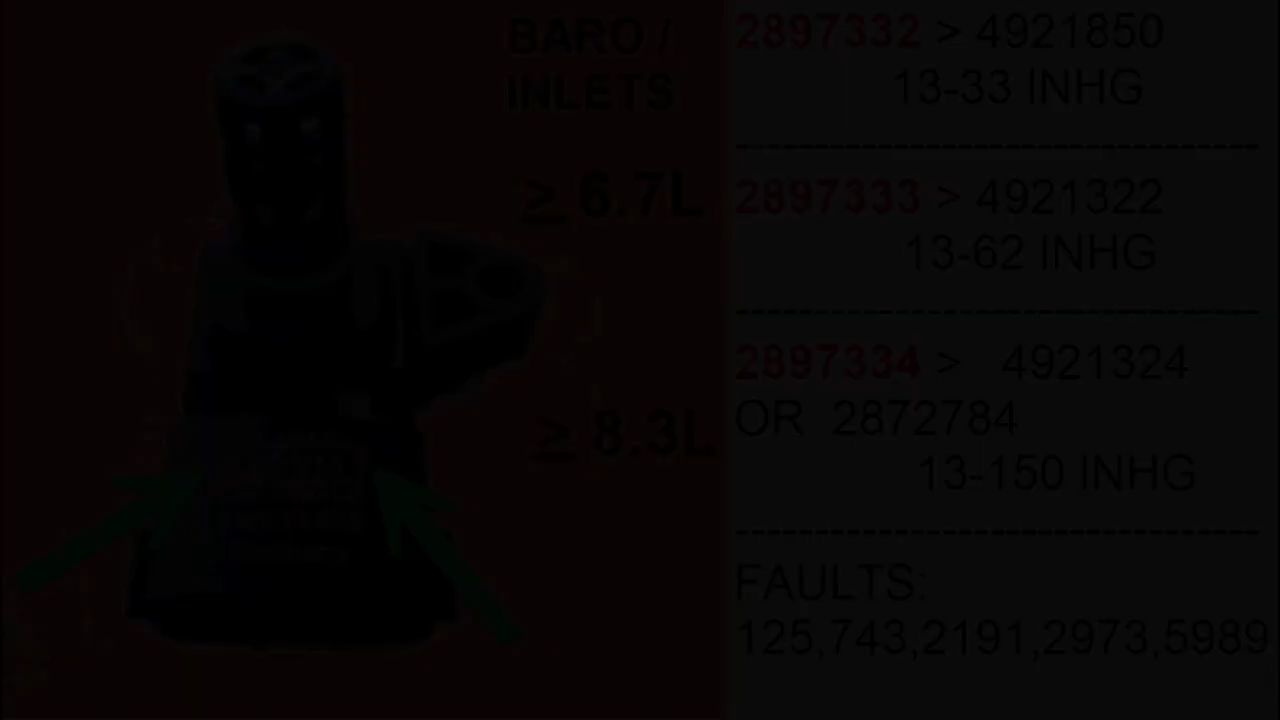 BARO /
INLETS
≥ 6.7L
≥ 8.3L
2897332 > 4921850
13-33 INHG
2897333 > 4921322
13-62 INHG
2897334 > 4921324
OR 2872784
13-150 INHG
FAULTS:
125,743,2191,2973,5989